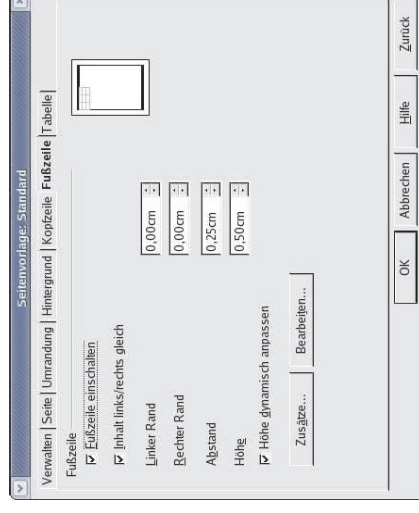 Seitenvorlage: Standard
Verwalten | Seite | Umrandung | Hintergrund | Kopfzeile | Fußzeile | Tabelle |
Fußzeile
Fußzeile einschalten
Inhalt links/rechts gleich
Linker Rand 0,00cm
Rechter Rand 0,00cm
Abstand 0,25cm
Höhe 0,50cm
Höhe dynamisch anpassen
Zusätze... Bearbeiten...
OK Abbrechen Hilfe Zurück